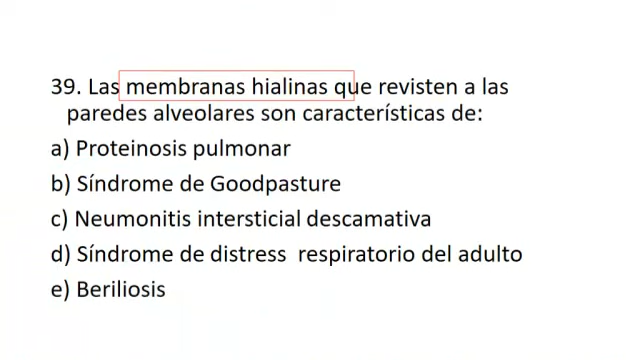 39. Las membranas hialinas que revisten a las
paredes alveolares son características de:
a) Proteinosis pulmonar
b) Síndrome de Goodpasture
c) Neumonitis intersticial descamativa
d) Síndrome de distress respiratorio del adulto
e) Beriliosis